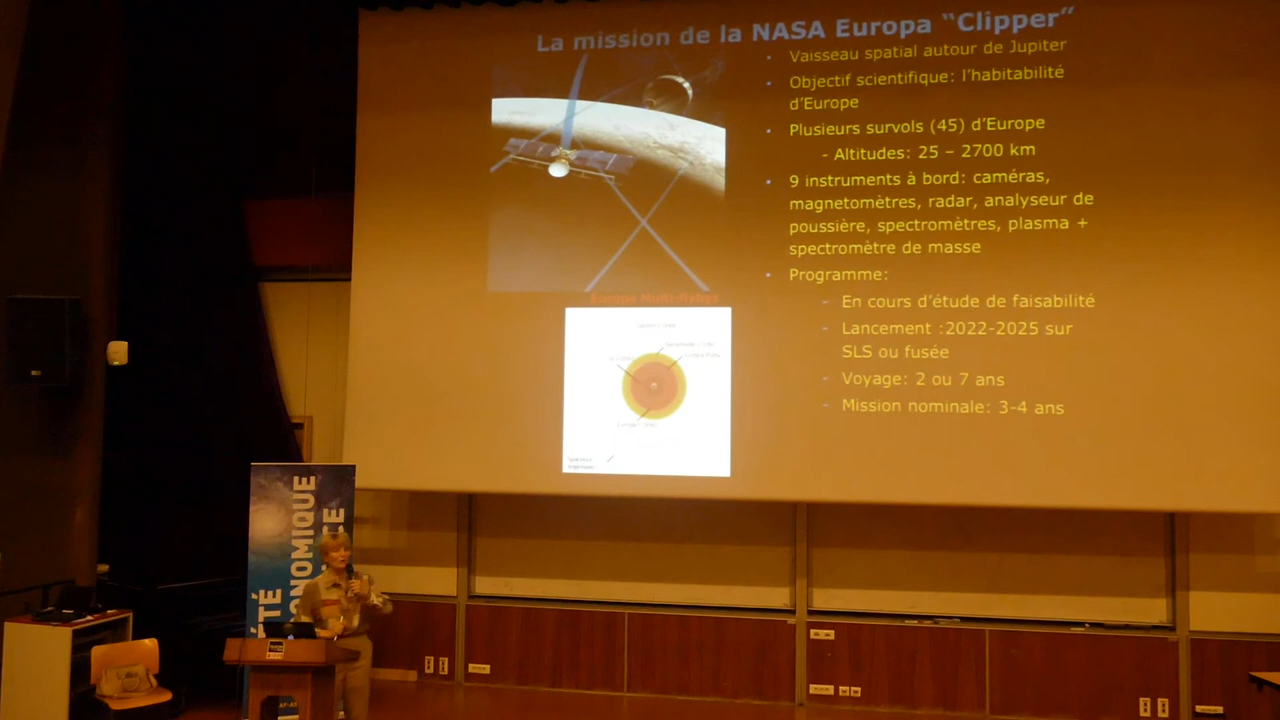 La mission de la NASA Europa “Clipper”
Vaisseau spatial autour de Jupiter
Objectif scientifique: l’habitabilité
d’Europe
Plusieurs survols (45) d’Europe
- Altitudes: 25 – 2700 km
9 instruments à bord: caméras,
magnetomètres, radar, analyseur de
poussière, spectromètres, plasma +
spectromètre de masse
Programme:
- En cours d’étude de faisabilité
- Lancement :2022-2025 sur
SLS ou fusée
- Voyage: 2 ou 7 ans
- Mission nominale: 3-4 ans
Europa Multi-flybys